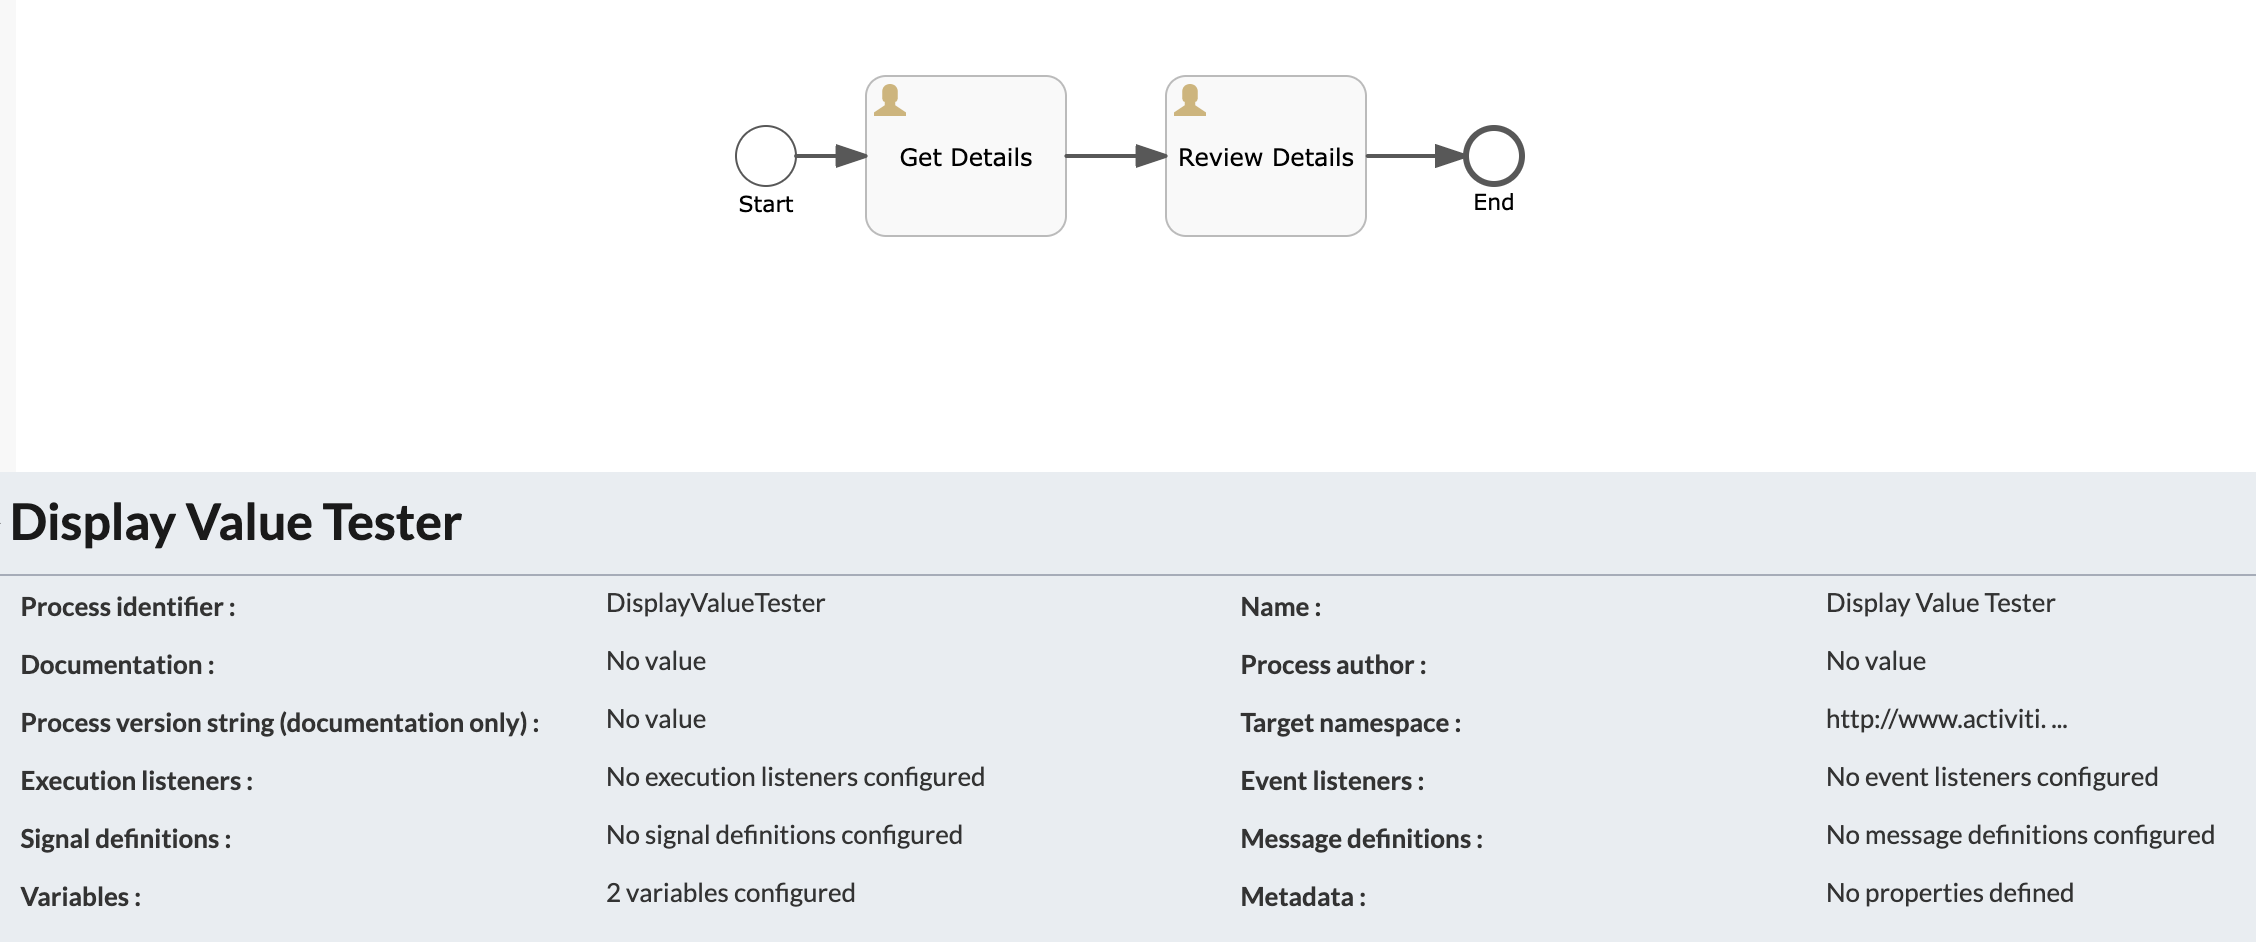 Get Details
Review Details
Start
End
Display Value Tester
Process identifier : DisplayValueTester Name : Display Value Tester
Documentation : No value Process author : No value
Process version string (documentation only) : No value Target namespace : http://www.activiti. ...
Execution listeners : No execution listeners configured Event listeners : No event listeners configured
Signal definitions : No signal definitions configured Message definitions : No message definitions configured
Variables : 2 variables configured Metadata : No properties defined